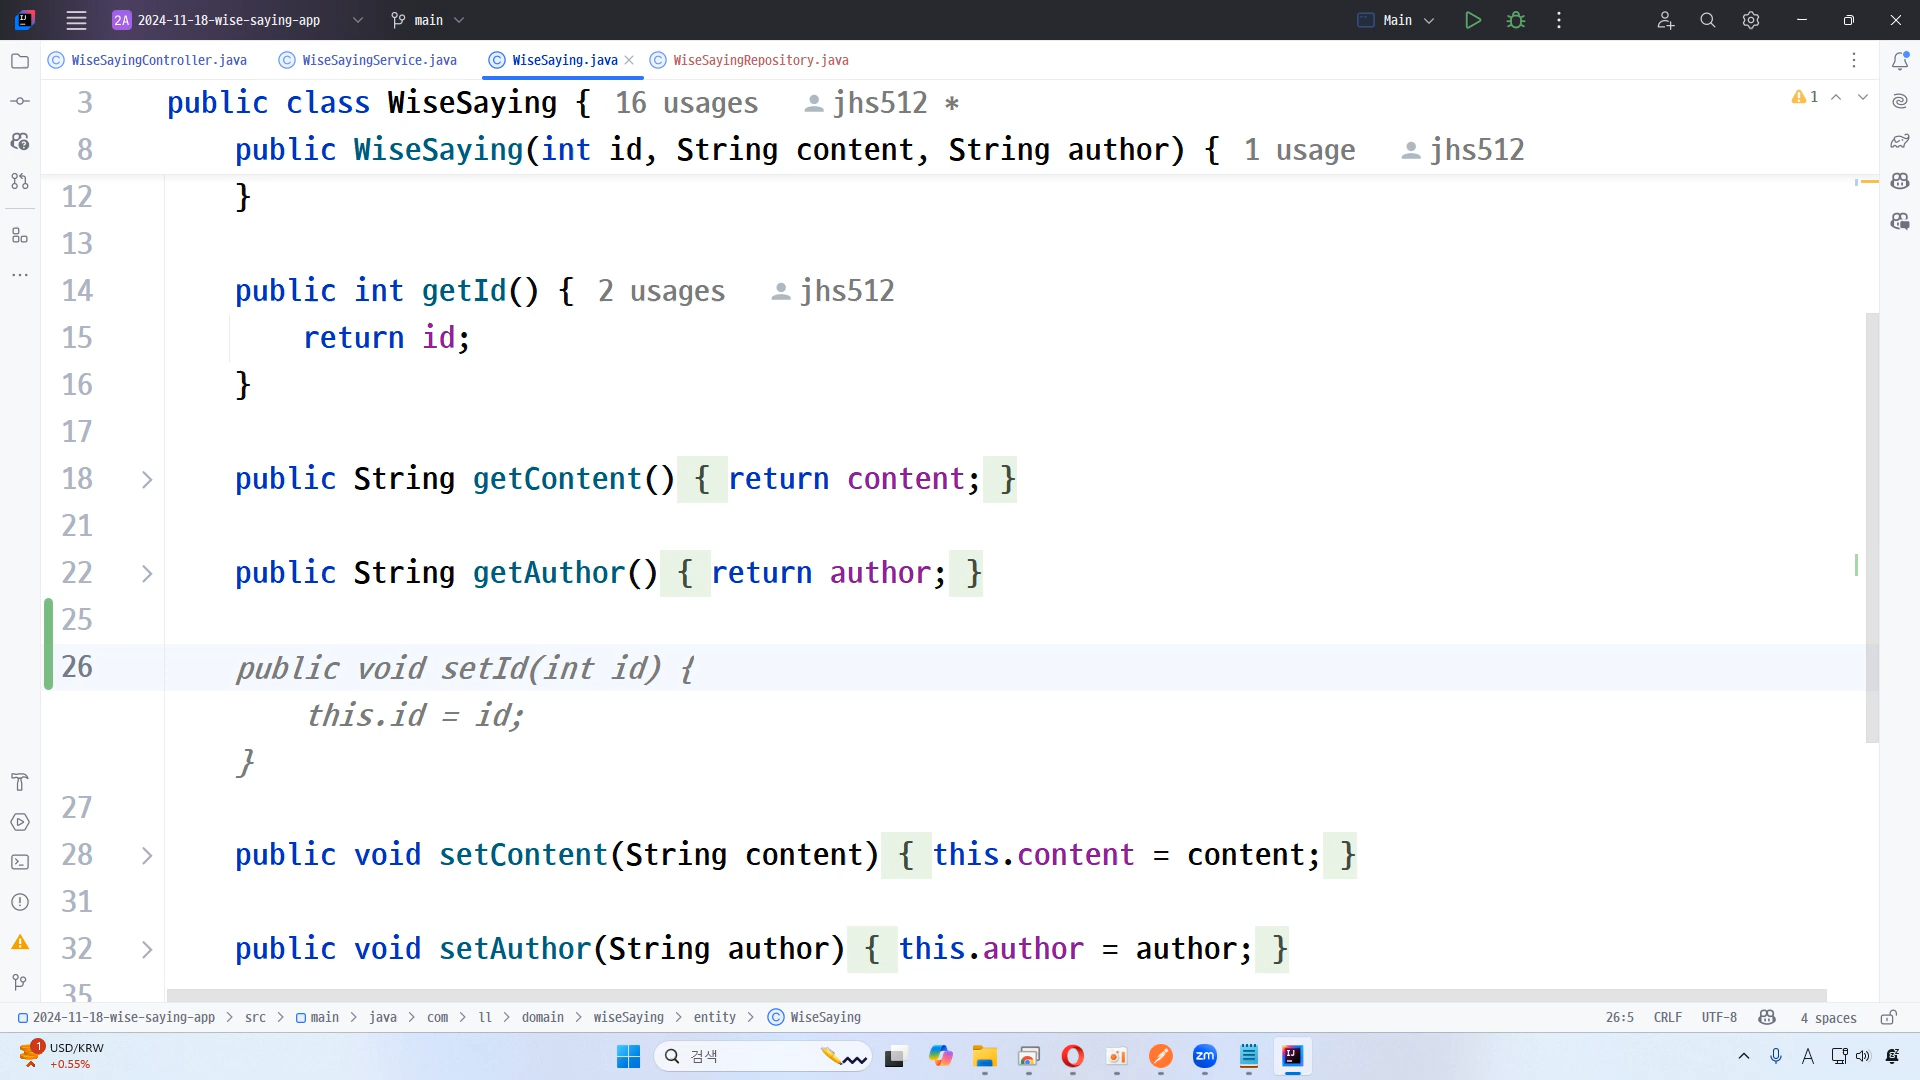 2A 2024-11-18-wise-saying-app main Main
WiseSayingController.java WiseSayingService.java WiseSaying.java WiseSayingRepository.java
3 public class WiseSaying { 16 usages jhs512 * 1
8 public WiseSaying(int id, String content, String author) { 1 usage jhs512
12 }
13
14 public int getId() { 2 usages jhs512
15 return id;
16 }
17
18 public String getContent() { return content; }
21
22 public String getAuthor() { return author; }
25
26 public void setId(int id) {
this.id = id;
}
27
28 public void setContent(String content) { this.content = content; }
31
32 public void setAuthor(String author) { this.author = author; }
35
2024-11-18-wise-saying-app > src > main > java > com > ll > domain > wiseSaying > entity > WiseSaying 26:5 CRLF UTF-8 4 spaces
1 USD/KRW
+0.55%
검색
zm
A